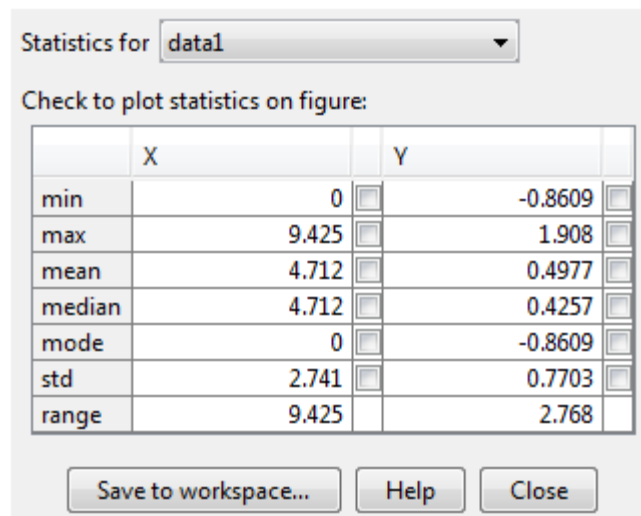 Statistics for data1
Check to plot statistics on figure:
X Y
min 0 -0.8609
max 9.425 1.908
mean 4.712 0.4977
median 4.712 0.4257
mode 0 -0.8609
std 2.741 0.7703
range 9.425 2.768
Save to workspace... Help Close